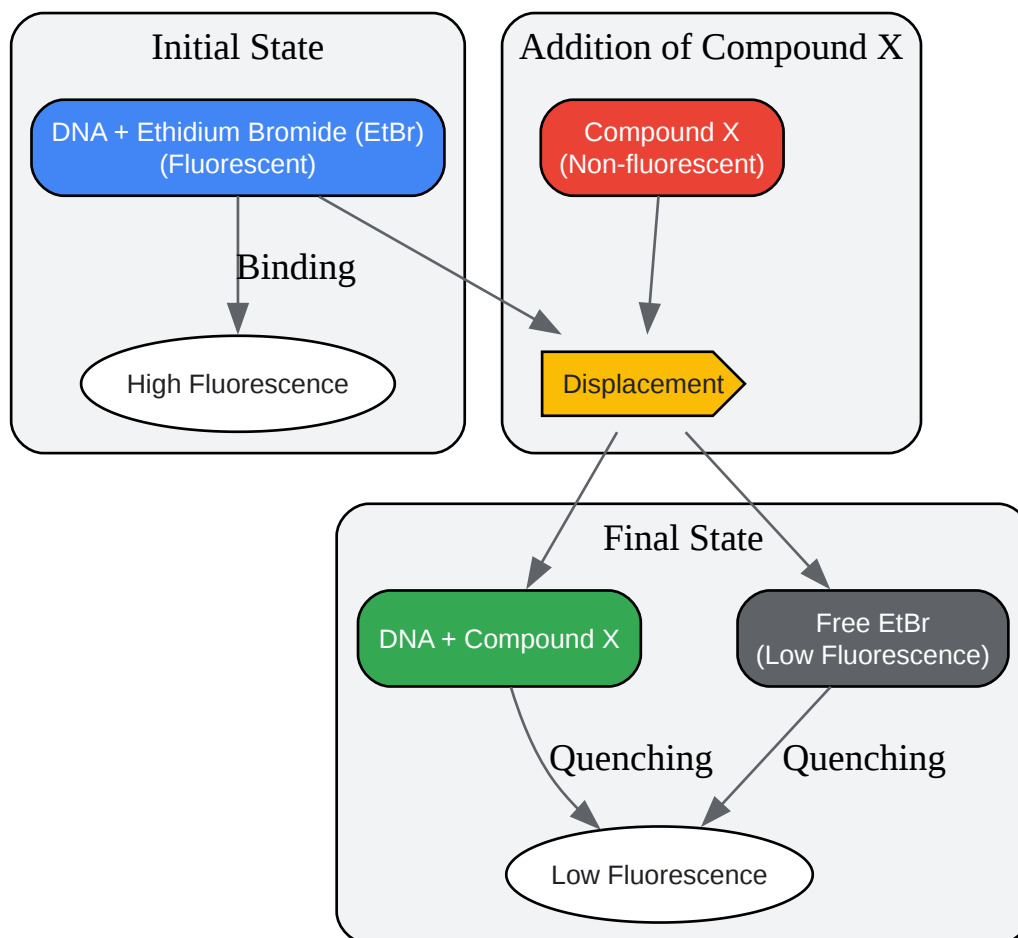 Initial State
Addition of Compound X
DNA + Ethidium Bromide (EtBr)
(Fluorescent)
Compound X
(Non-fluorescent)
Binding
High Fluorescence
Displacement
Final State
DNA + Compound X
Free EtBr
(Low Fluorescence)
Quenching
Quenching
Low Fluorescence